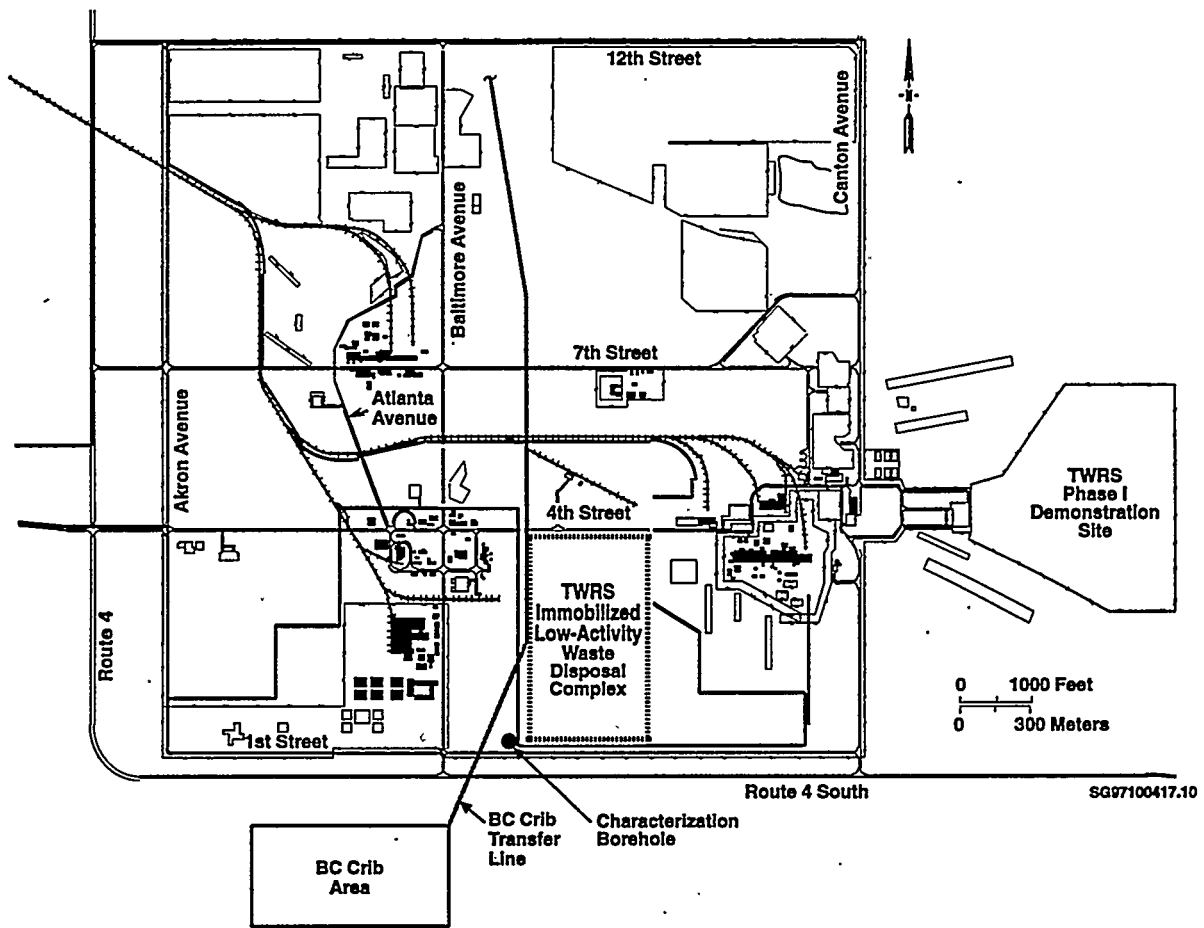 12th Street
Canton Avenue
Baltimore Avenue
7th Street
Atlanta
Avenue
Akron Avenue
4th Street
TWRS
Phase I
Demonstration
Site
TWRS
Immobilized
Low-Activity
Waste
Disposal
Complex
Route 4
0 1000 Feet
0 300 Meters
1st Street
Route 4 South
SG97100417.10
BC Crib
Transfer
Line
Characterization
Borehole
BC Crib
Area